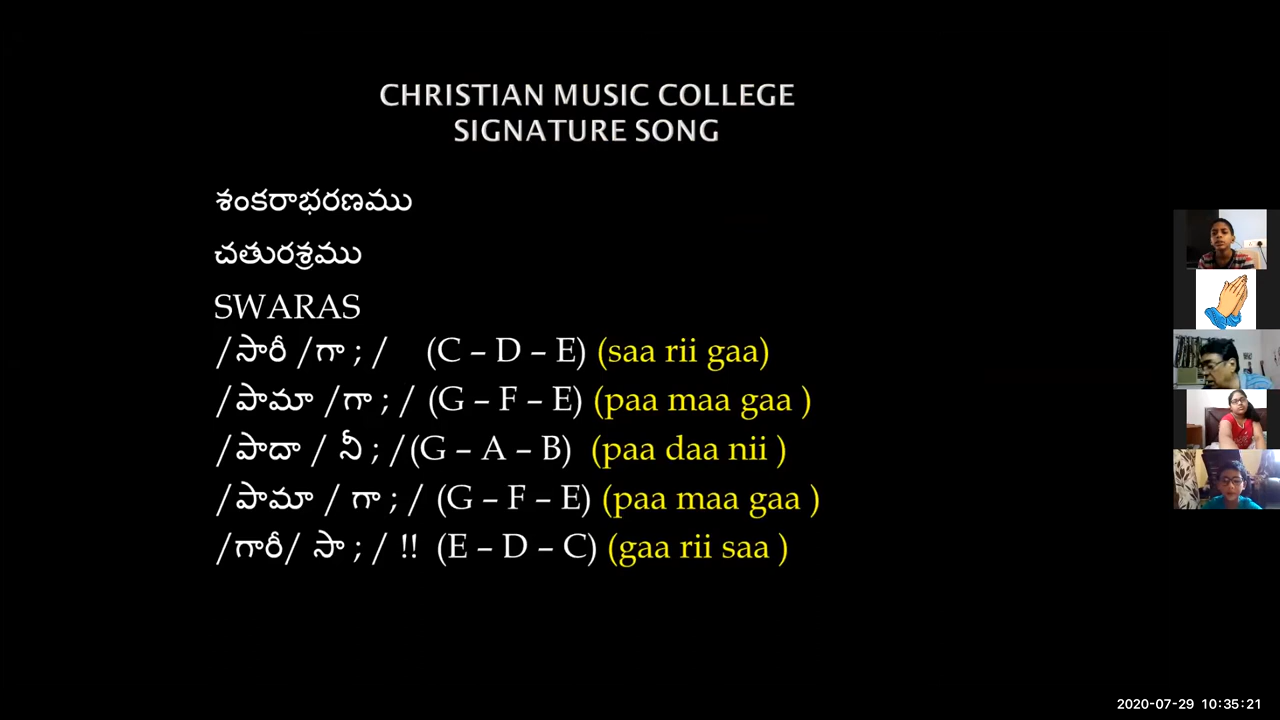 CHRISTIAN MUSIC COLLEGE
SIGNATURE SONG
శంకరాభరణము
చతురశ్రము
SWARAS
/సారీ /గా ; / (C – D – E) (saa rii gaa)
/పామా /గా ; / (G – F – E) (paa maa gaa )
/పాదా / నీ ; /(G – A – B) (paa daa nii )
/పామా / గా ; / (G – F – E) (paa maa gaa )
/గారీ/ సా ; / !! (E – D – C) (gaa rii saa )
2020-07-29 10:35:21